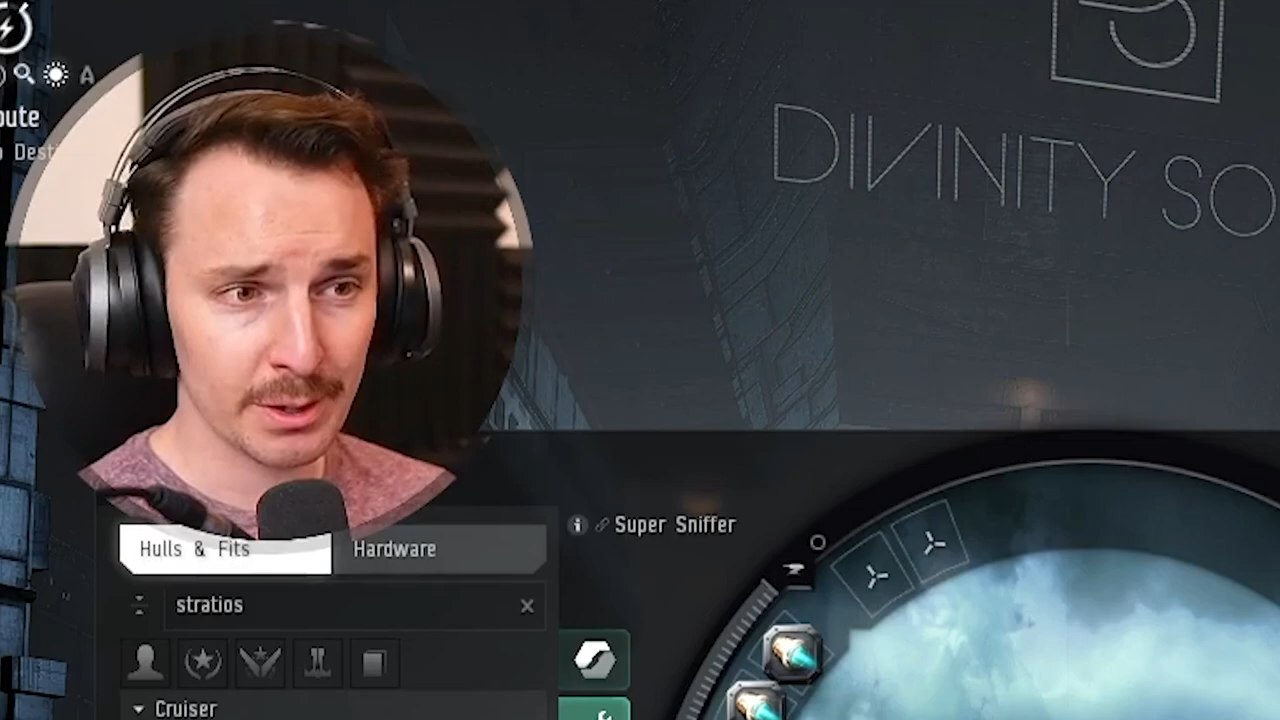 A
oute
Dest
DIVINITY SO
Super Sniffer
Hulls & Fits
Hardware
stratios
Cruiser